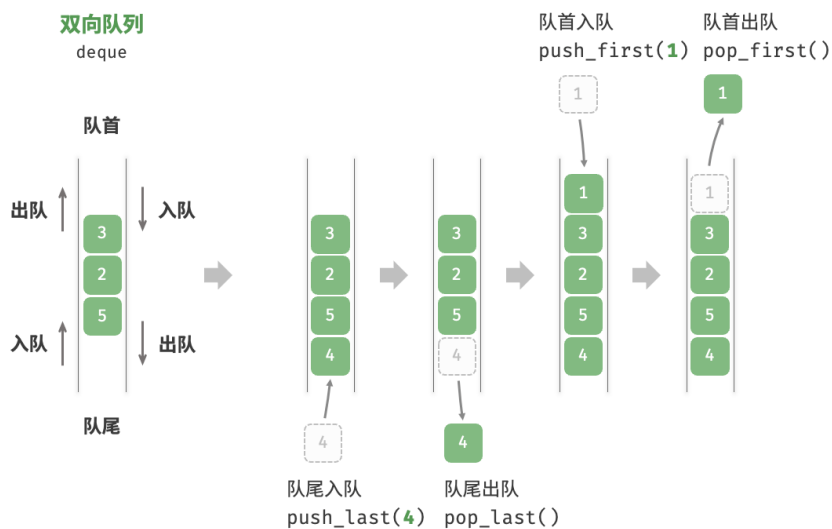 双向队列
deque
队首
出队
入队
3
2
5
入队
出队
队尾
3
2
5
4
4
队尾入队
push_last(4)
3
2
5
4
4
队尾出队
pop_last()
队首入队
push_first(1)
1
1
3
2
5
4
队首出队
pop_first()
1
1
3
2
5
4